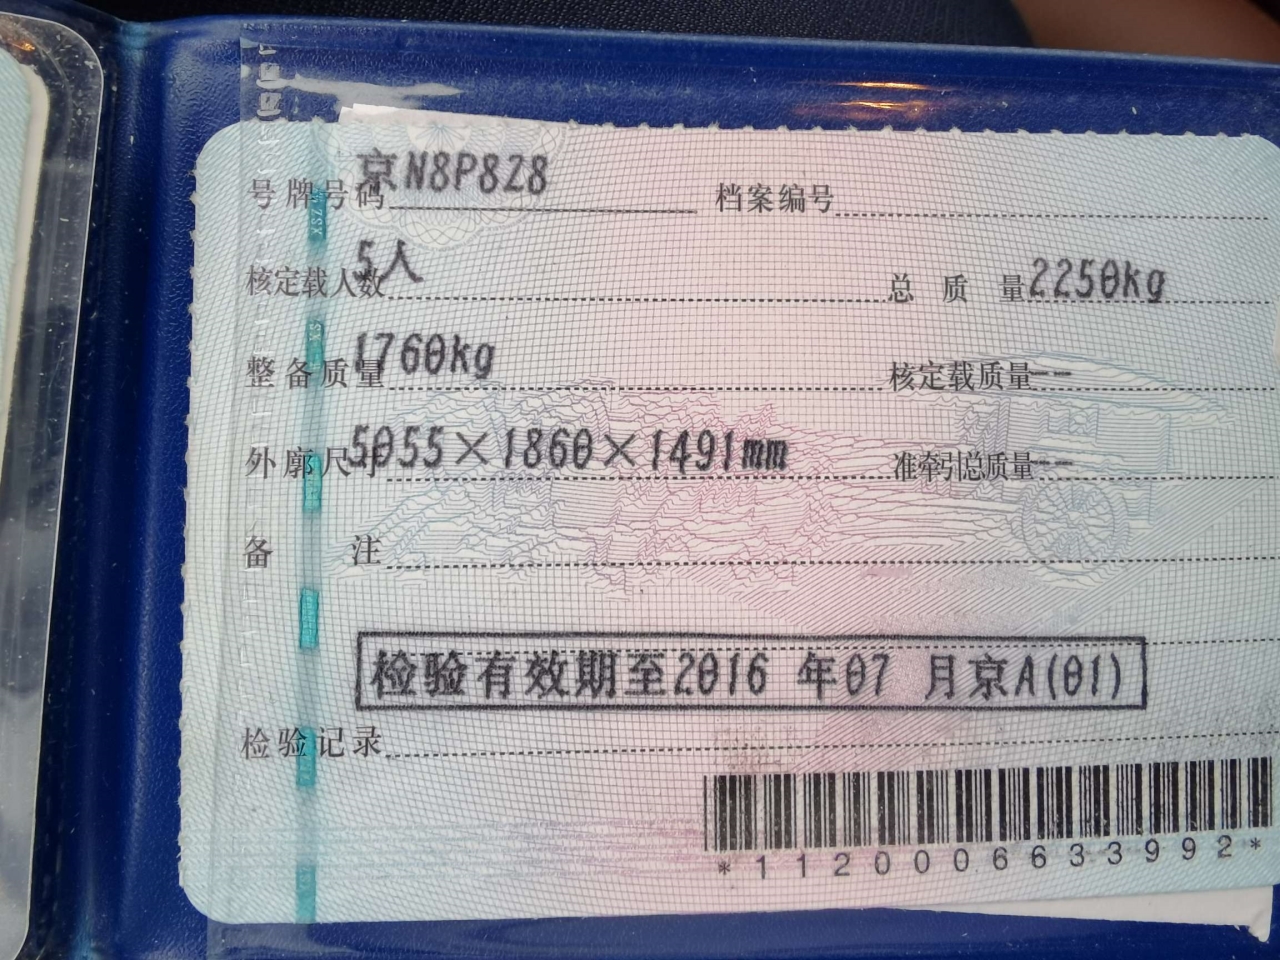 号牌号码 京N8P8Z8 档案编号
核定载人数 5人 总质量 2250kg
整备质量 1760kg 核定载质量 --
外廓尺寸 5055×1860×1491mm 准牵引总质量 --
备注
检验有效期至2016 年07 月京A(01)
检验记录
*1120006633992*